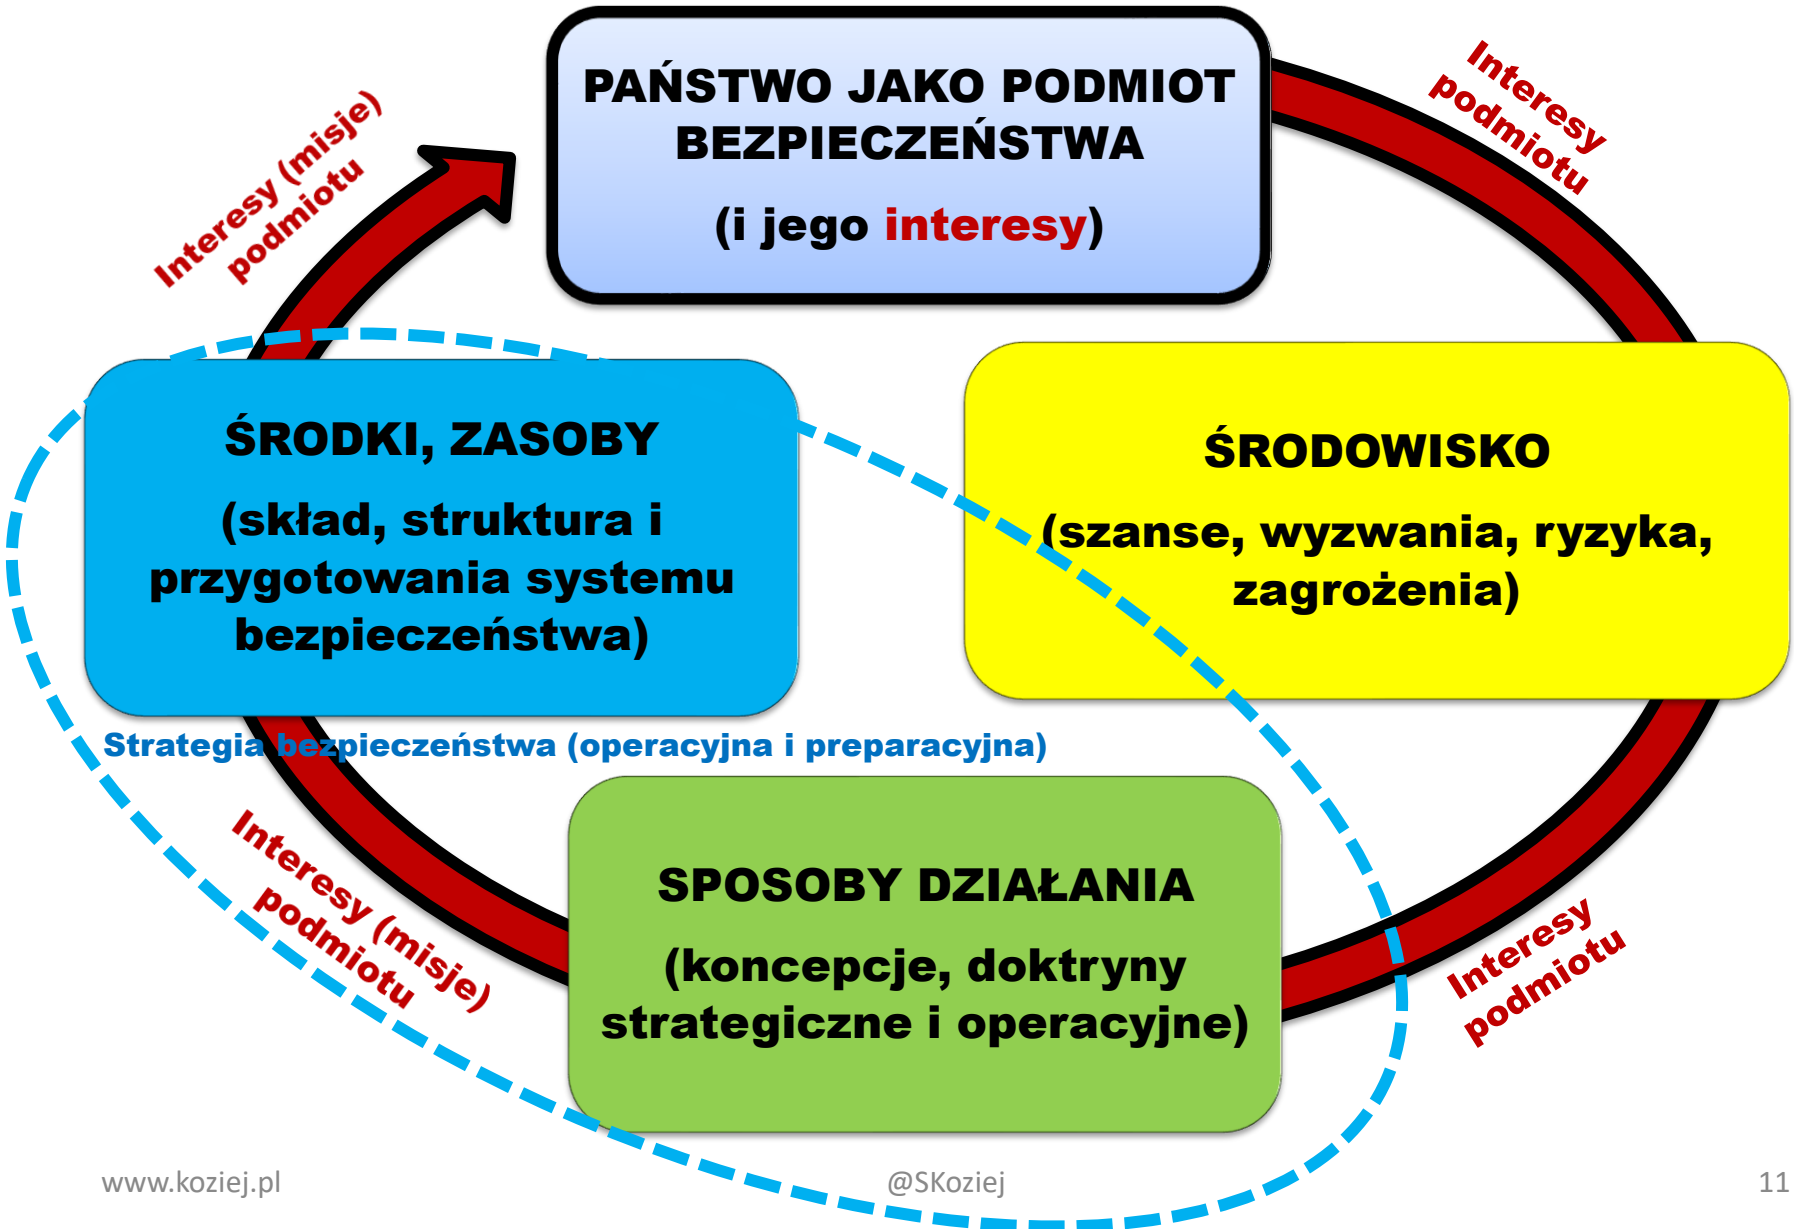 PAŃSTWO JAKO PODMIOT
BEZPIECZEŃSTWA
(i jego interesy)
Interesy
podmiotu
Interesy (misje)
podmiotu
ŚRODKI, ZASOBY
(skład, struktura i
przygotowania systemu
bezpieczeństwa)
ŚRODOWISKO
(szanse, wyzwania, ryzyka,
zagrożenia)
Strategia bezpieczeństwa (operacyjna i preparacyjna)
SPOSOBY DZIAŁANIA
(koncepcje, doktryny
strategiczne i operacyjne)
Interesy (misje)
podmiotu
Interesy
podmiotu
www.koziej.pl
@SKoziej
11